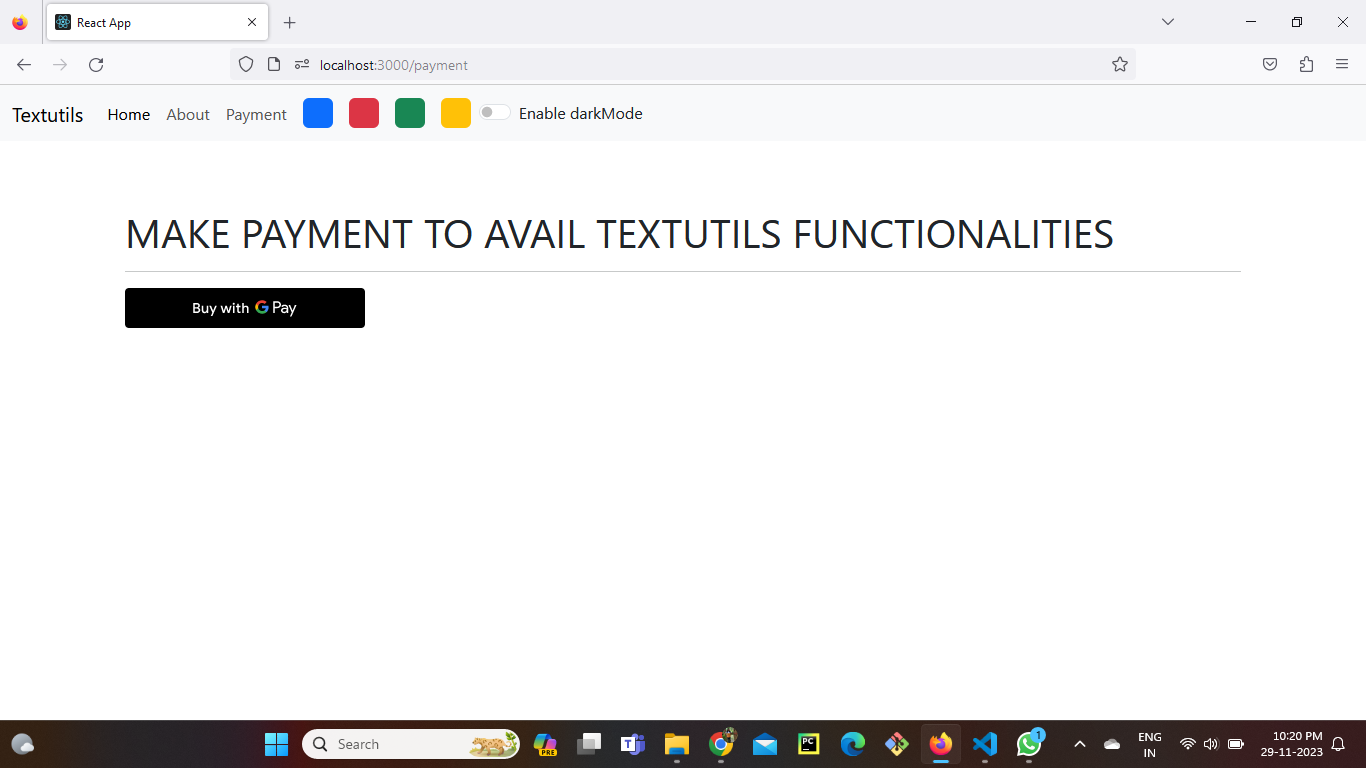 React App
localhost:3000/payment
Textutils Home About Payment Enable darkMode
MAKE PAYMENT TO AVAIL TEXTUTILS FUNCTIONALITIES
Buy with G Pay
Search
PRE
T
PC
1
ENG
IN
10:20 PM
29-11-2023